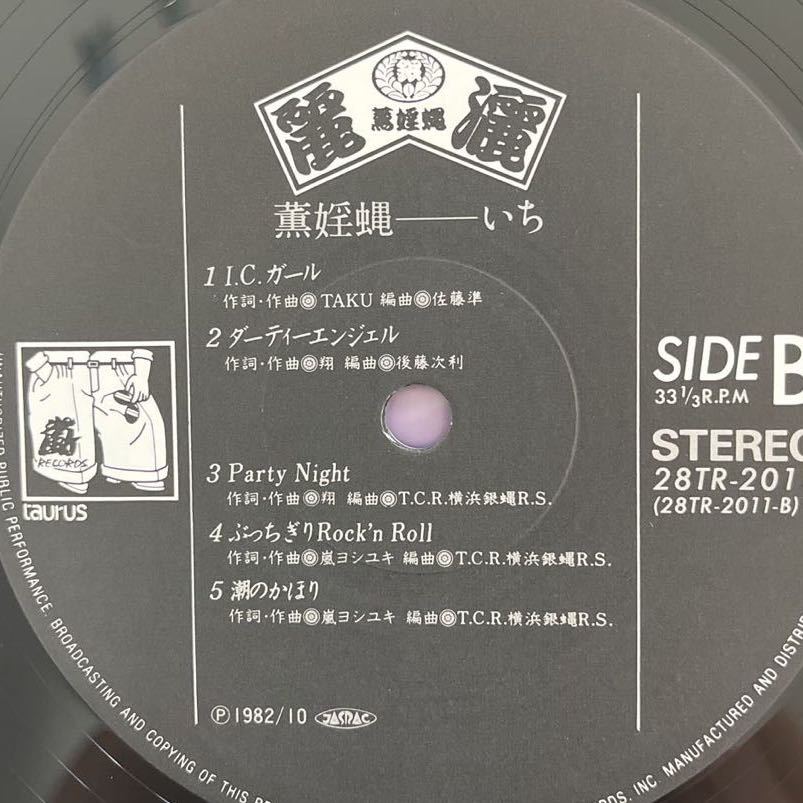 麗 薫婬蝿 灑
薫婬蝿——いち
1 I.C.ガール
作詞・作曲◎TAKU 編曲◎佐藤準
2 ダーティーエンジェル
作詞・作曲◎翔 編曲◎後藤次利
3 Party Night
作詞・作曲◎翔 編曲◎T.C.R.横浜銀蝿R.S.
4 ぶっちぎりRock'n Roll
作詞・作曲◎嵐ヨシユキ 編曲◎T.C.R.横浜銀蝿R.S.
5 潮のかほり
作詞・作曲◎嵐ヨシユキ 編曲◎T.C.R.横浜銀蝿R.S.
Ⓟ1982/10 JASRAC
RECORDS
taurus
SIDE B
33 1/3 R.P.M
STEREO
28TR-201
(28TR-2011-B)
UNAUTHORIZED PUBLIC PERFORMANCE, BROADCASTING AND COPYING OF THIS RE
RDS, INC. MANUFACTURED AND DISTRI